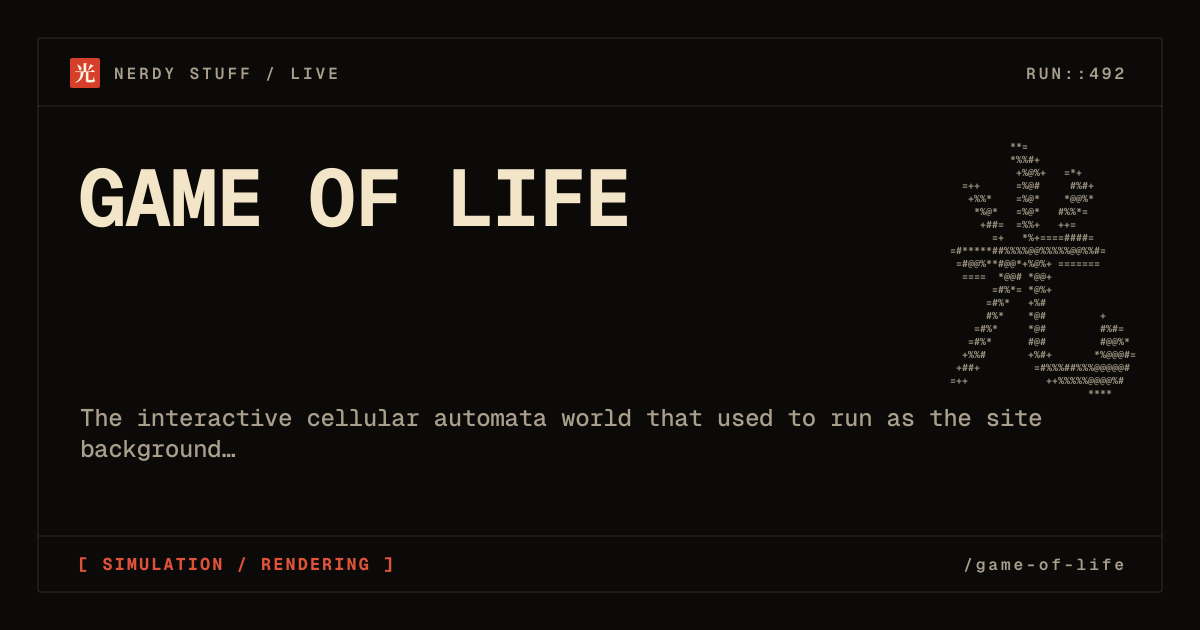 光 NERDY STUFF / LIVE
RUN::492
GAME OF LIFE
The interactive cellular automata world that used to run as the site
background…
[ SIMULATION / RENDERING ]
/game-of-life